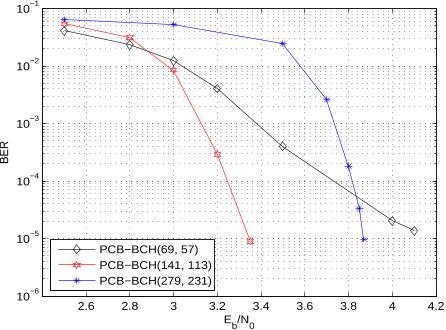 10−1
10−2
10−3
10−4
10−5
10−6
BER
PCB−BCH(69, 57)
PCB−BCH(141, 113)
PCB−BCH(279, 231)
2.6 2.8 3 3.2 3.4 3.6 3.8 4 4.2
Eb/N0